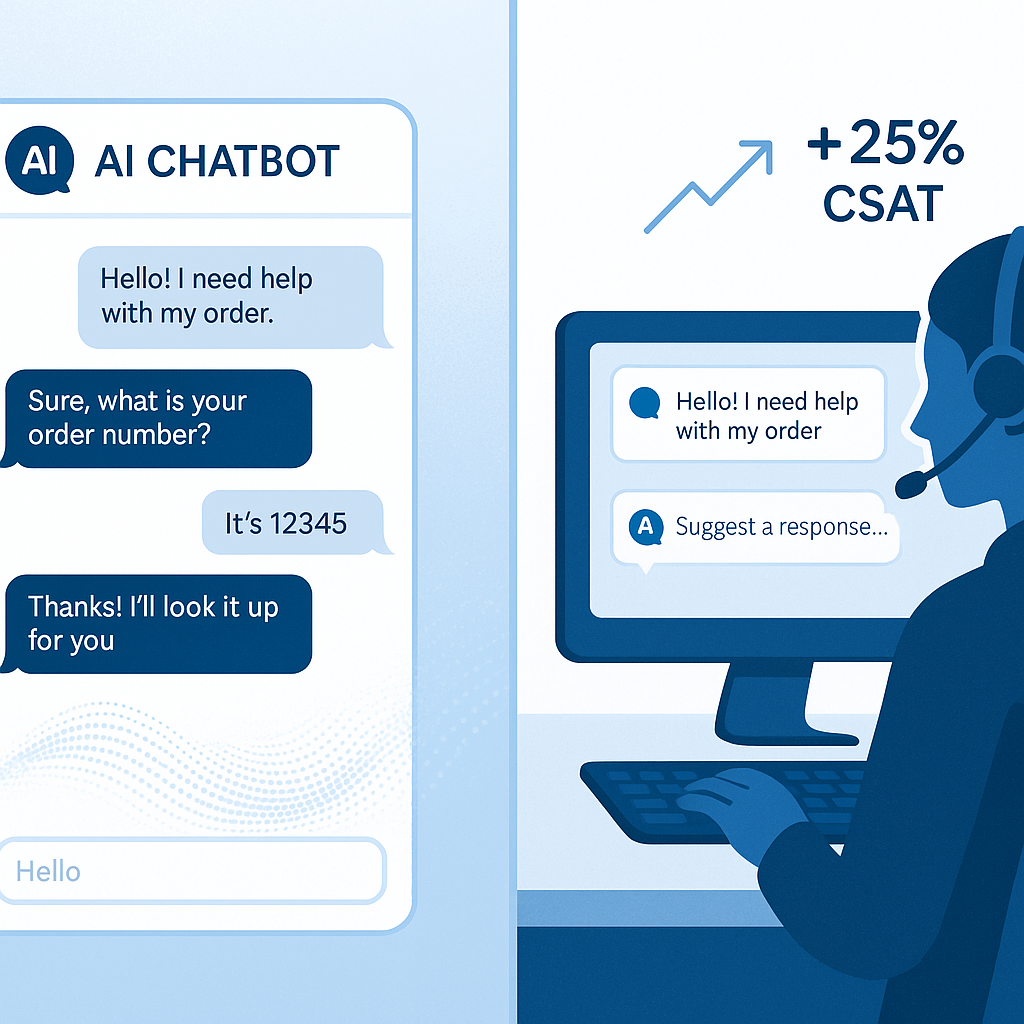 AI
AI CHATBOT
Hello! I need help
with my order.
Sure, what is your
order number?
It's 12345
Thanks! I'll look it up
for you
Hello
+25%
CSAT
Hello! I need help
with my order
A
Suggest a response...